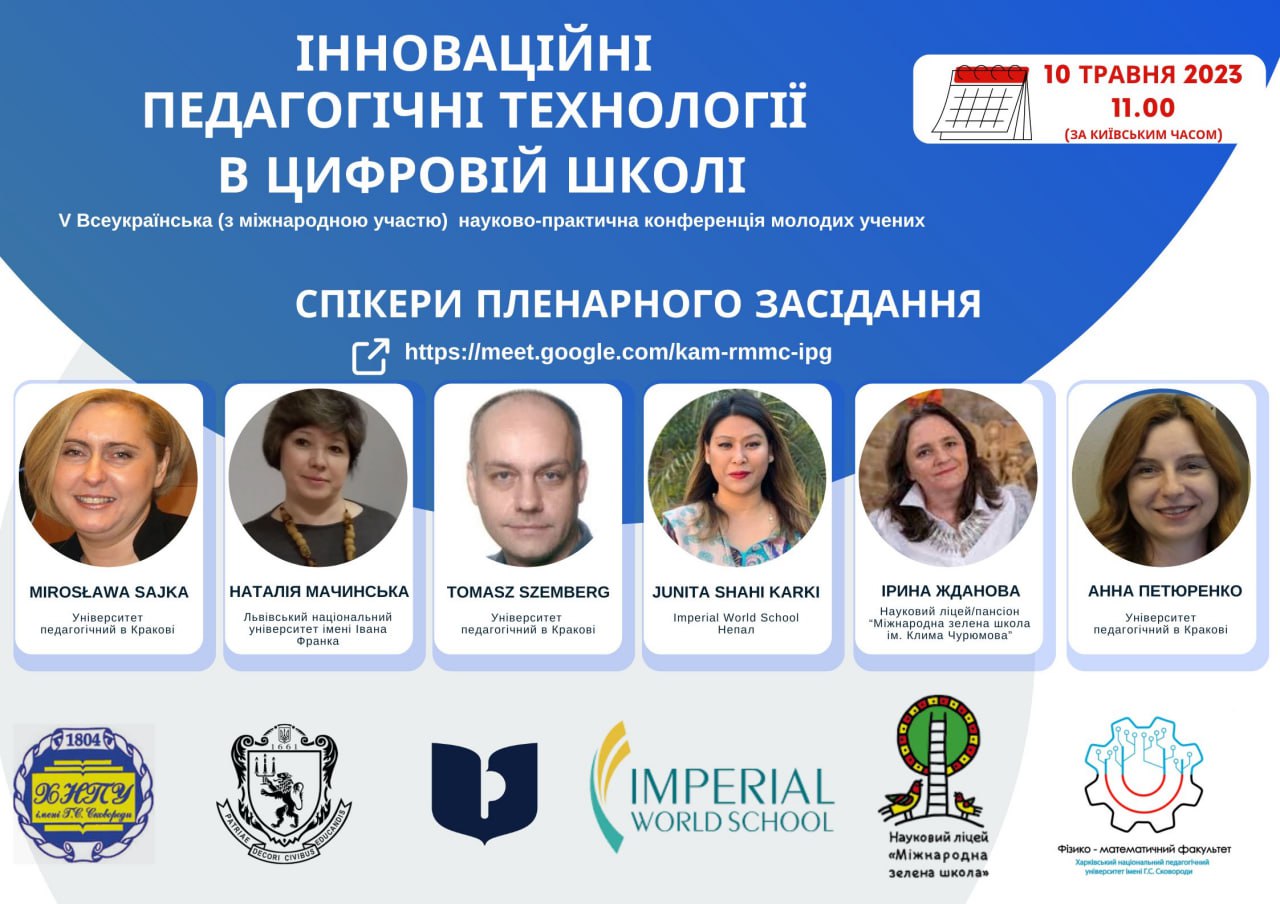 ІННОВАЦІЙНІ
ПЕДАГОГІЧНІ ТЕХНОЛОГІЇ
В ЦИФРОВІЙ ШКОЛІ
V Всеукраїнська (з міжнародною участю) науково-практична конференція молодих учених
10 ТРАВНЯ 2023
11.00
(ЗА КИЇВСЬКИМ ЧАСОМ)
СПІКЕРИ ПЛЕНАРНОГО ЗАСІДАННЯ
https://meet.google.com/kam-rmmc-ipg
MIROSŁAWA SAJKA
Університет
педагогічний в Кракові
НАТАЛІЯ МАЧИНСЬКА
Львівський національний
університет імені Івана
Франка
TOMASZ SZEMBERG
Університет
педагогічний в Кракові
JUNITA SHAHI KARKI
Imperial World School
Непал
ІРИНА ЖДАНОВА
Науковий ліцей/пансіон
“Міжнародна зелена школа
ім. Клима Чурюмова”
АННА ПЕТЮРЕНКО
Університет
педагогічний в Кракові
1804
ХНПУ
імені Г.С. Сковороди
1661
PATRIAE DECORI CIVIBUS EDUCANDIS
IMPERIAL
WORLD SCHOOL
Науковий ліцей
«Міжнародна
зелена школа»
Фізико - математичний факультет
Харківський національний педагогічний
університет імені Г.С. Сковороди